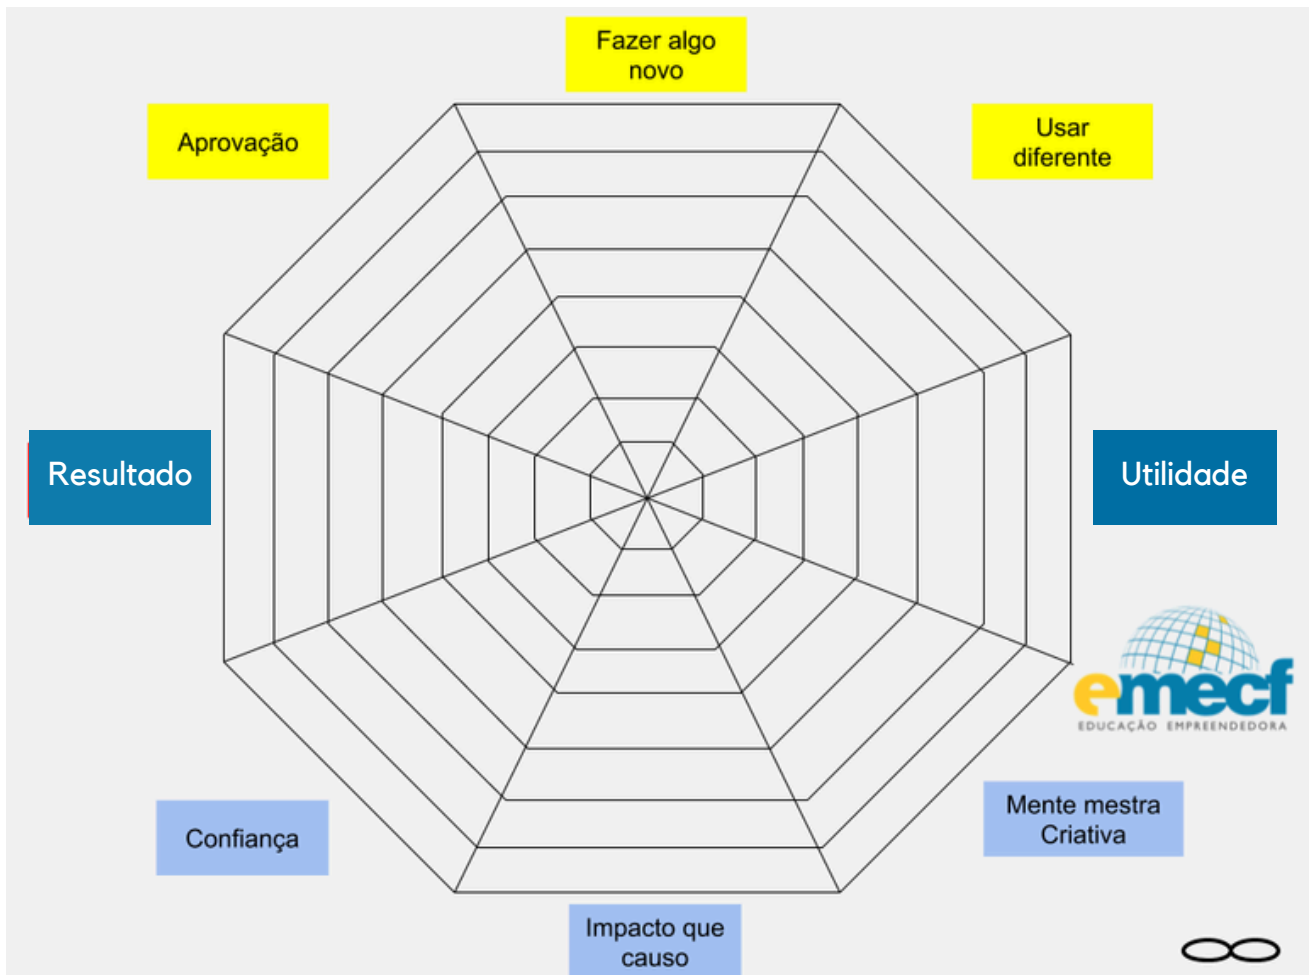 Fazer algo
novo
Aprovação
Usar
diferente
Resultado
Utilidade
emecf
EDUCAÇÃO EMPREENDEDORA
Mente mestra
Criativa
Confiança
Impacto que
causo